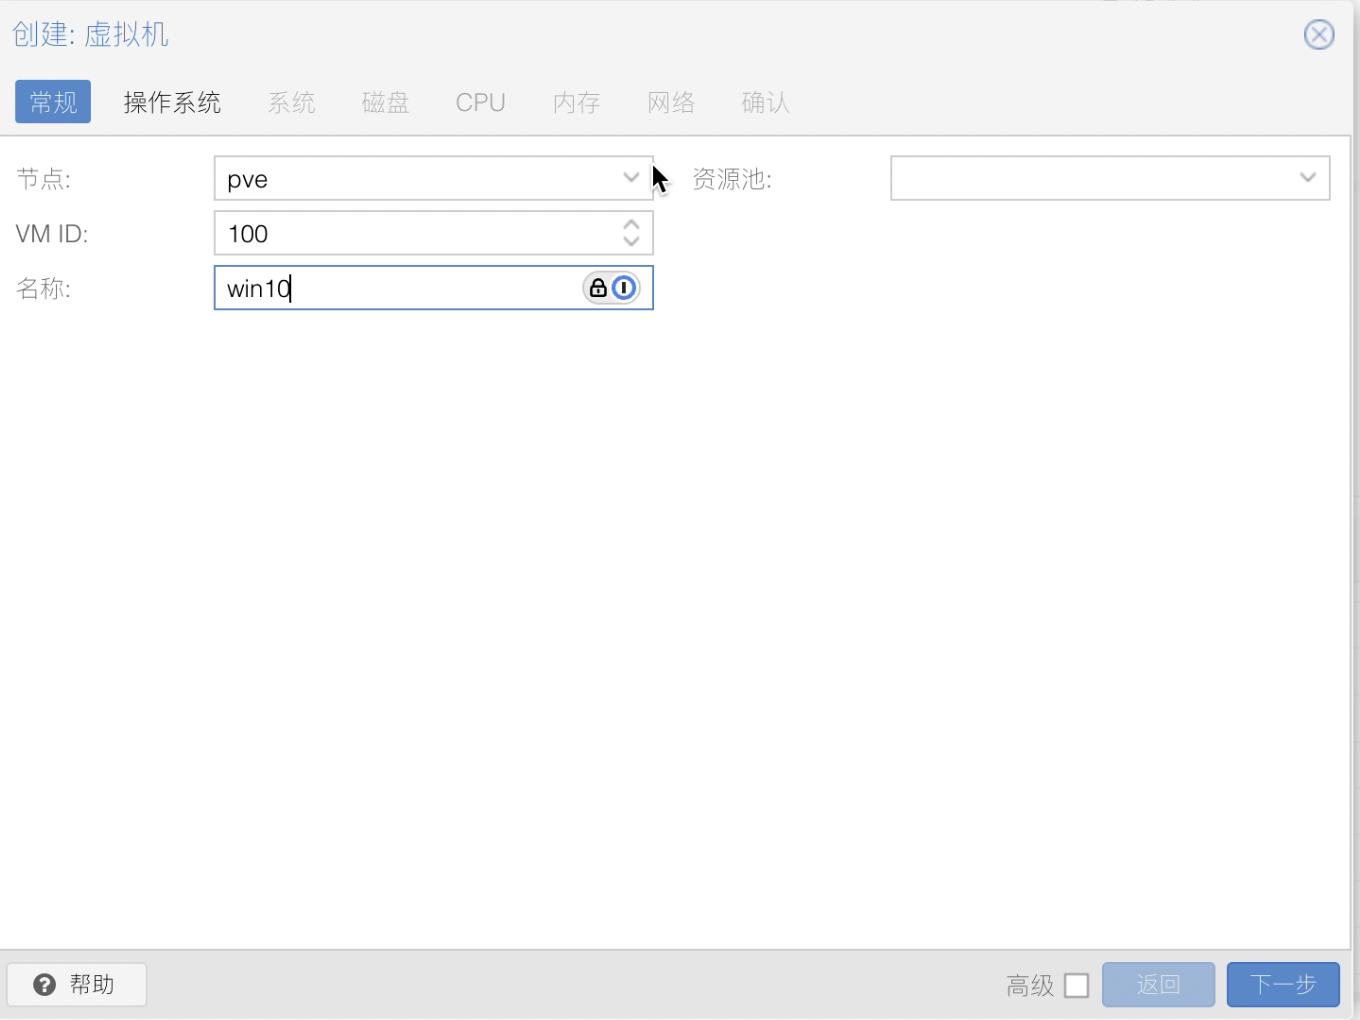 创建: 虚拟机
常规 操作系统 系统 磁盘 CPU 内存 网络 确认
节点: pve 资源池:
VM ID: 100
名称: win10
帮助 高级 返回 下一步